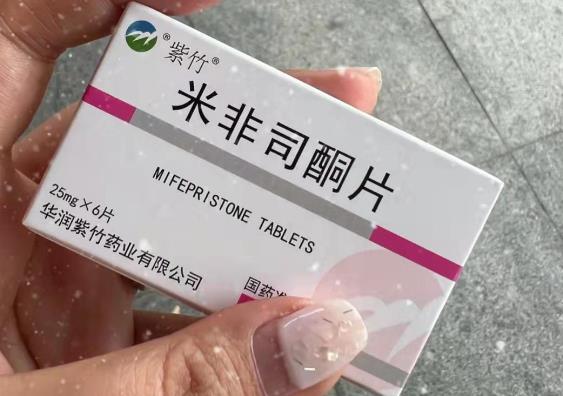 ®紫竹®
米非司酮片
MIFEPRISTONE TABLETS
25mg×6片
华润紫竹药业有限公司
国药准